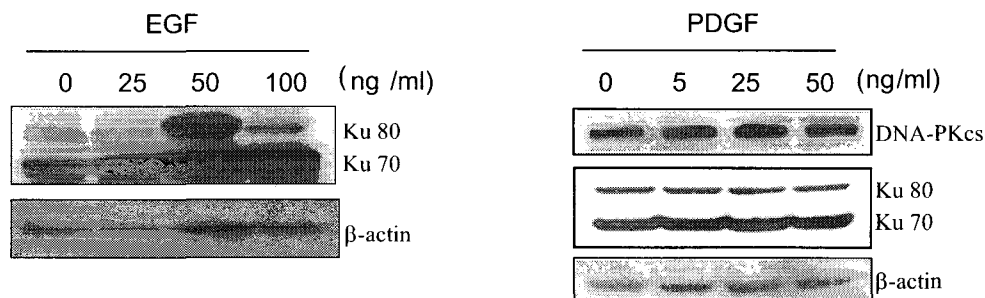 EGF
0 25 50 100 (ng /ml)
Ku 80
Ku 70
β-actin
PDGF
0 5 25 50 (ng/ml)
DNA-PKcs
Ku 80
Ku 70
β-actin